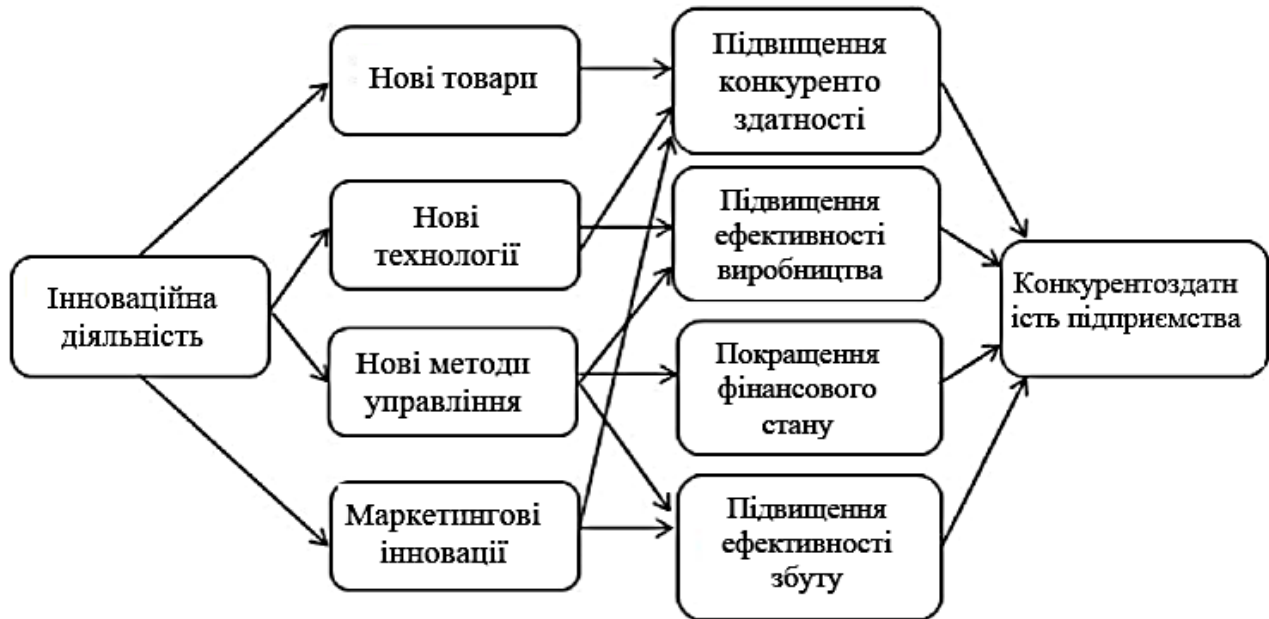 Нові товари
Підвищення
конкуренто
здатності
Нові
технології
Підвищення
ефективності
виробництва
Інноваційна
діяльність
Конкурентоздатн
ість підприємства
Нові методи
управління
Покращення
фінансового
стану
Маркетингові
інновації
Підвищення
ефективності
збуту